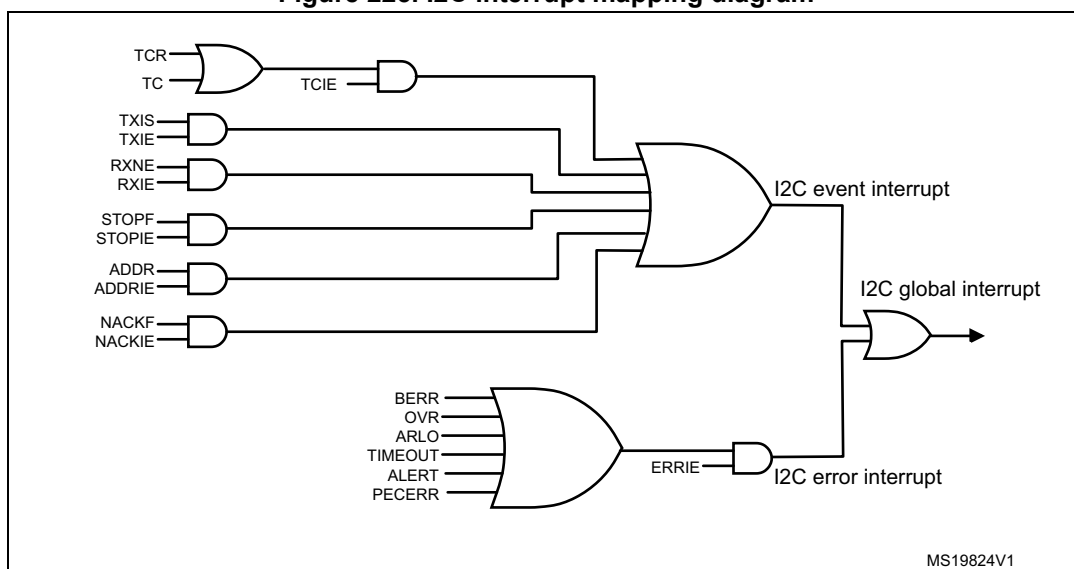 TCR
TC
TCIE
TXIS
TXIE
RXNE
RXIE
I2C event interrupt
STOPF
STOPIE
ADDR
ADDRIE
I2C global interrupt
NACKF
NACKIE
BERR
OVR
ARLO
TIMEOUT
ERRIE
ALERT
I2C error interrupt
PECERR
MS19824V1